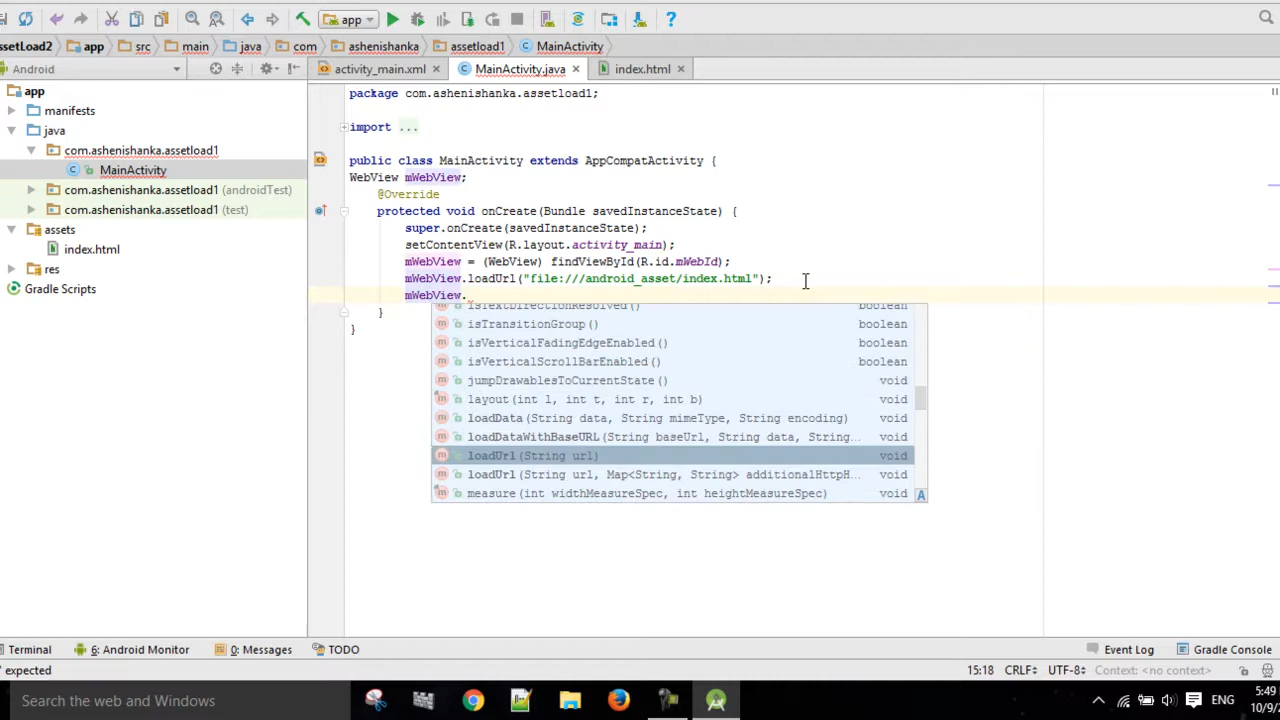 app
assetLoad2 app src main java com ashenishanka assetload1 MainActivity
Android
activity_main.xml MainActivity.java index.html
app
manifests
java
com.ashenishanka.assetload1
MainActivity
com.ashenishanka.assetload1 (androidTest)
com.ashenishanka.assetload1 (test)
assets
index.html
res
Gradle Scripts
package com.ashenishanka.assetload1;
import ...
public class MainActivity extends AppCompatActivity {
WebView mWebView;
@Override
protected void onCreate(Bundle savedInstanceState) {
super.onCreate(savedInstanceState);
setContentView(R.layout.activity_main);
mWebView = (WebView) findViewById(R.id.mWebId);
mWebView.loadUrl("file:///android_asset/index.html");
mWebView.
}
}
isTextDirectionResolved() boolean
isTransitionGroup() boolean
isVerticalFadingEdgeEnabled() boolean
isVerticalScrollBarEnabled() boolean
jumpDrawablesToCurrentState() void
layout(int l, int t, int r, int b) void
loadData(String data, String mimeType, String encoding) void
loadDataWithBaseURL(String baseUrl, String data, String... void
loadUrl(String url) void
loadUrl(String url, Map<String, String> additionalHttpH... void
measure(int widthMeasureSpec, int heightMeasureSpec) void
Terminal 6: Android Monitor 0: Messages TODO Event Log Gradle Console
' expected 15:18 CRLF UTF-8 Context: <no context>
Search the web and Windows ENG 5:49
10/9/2